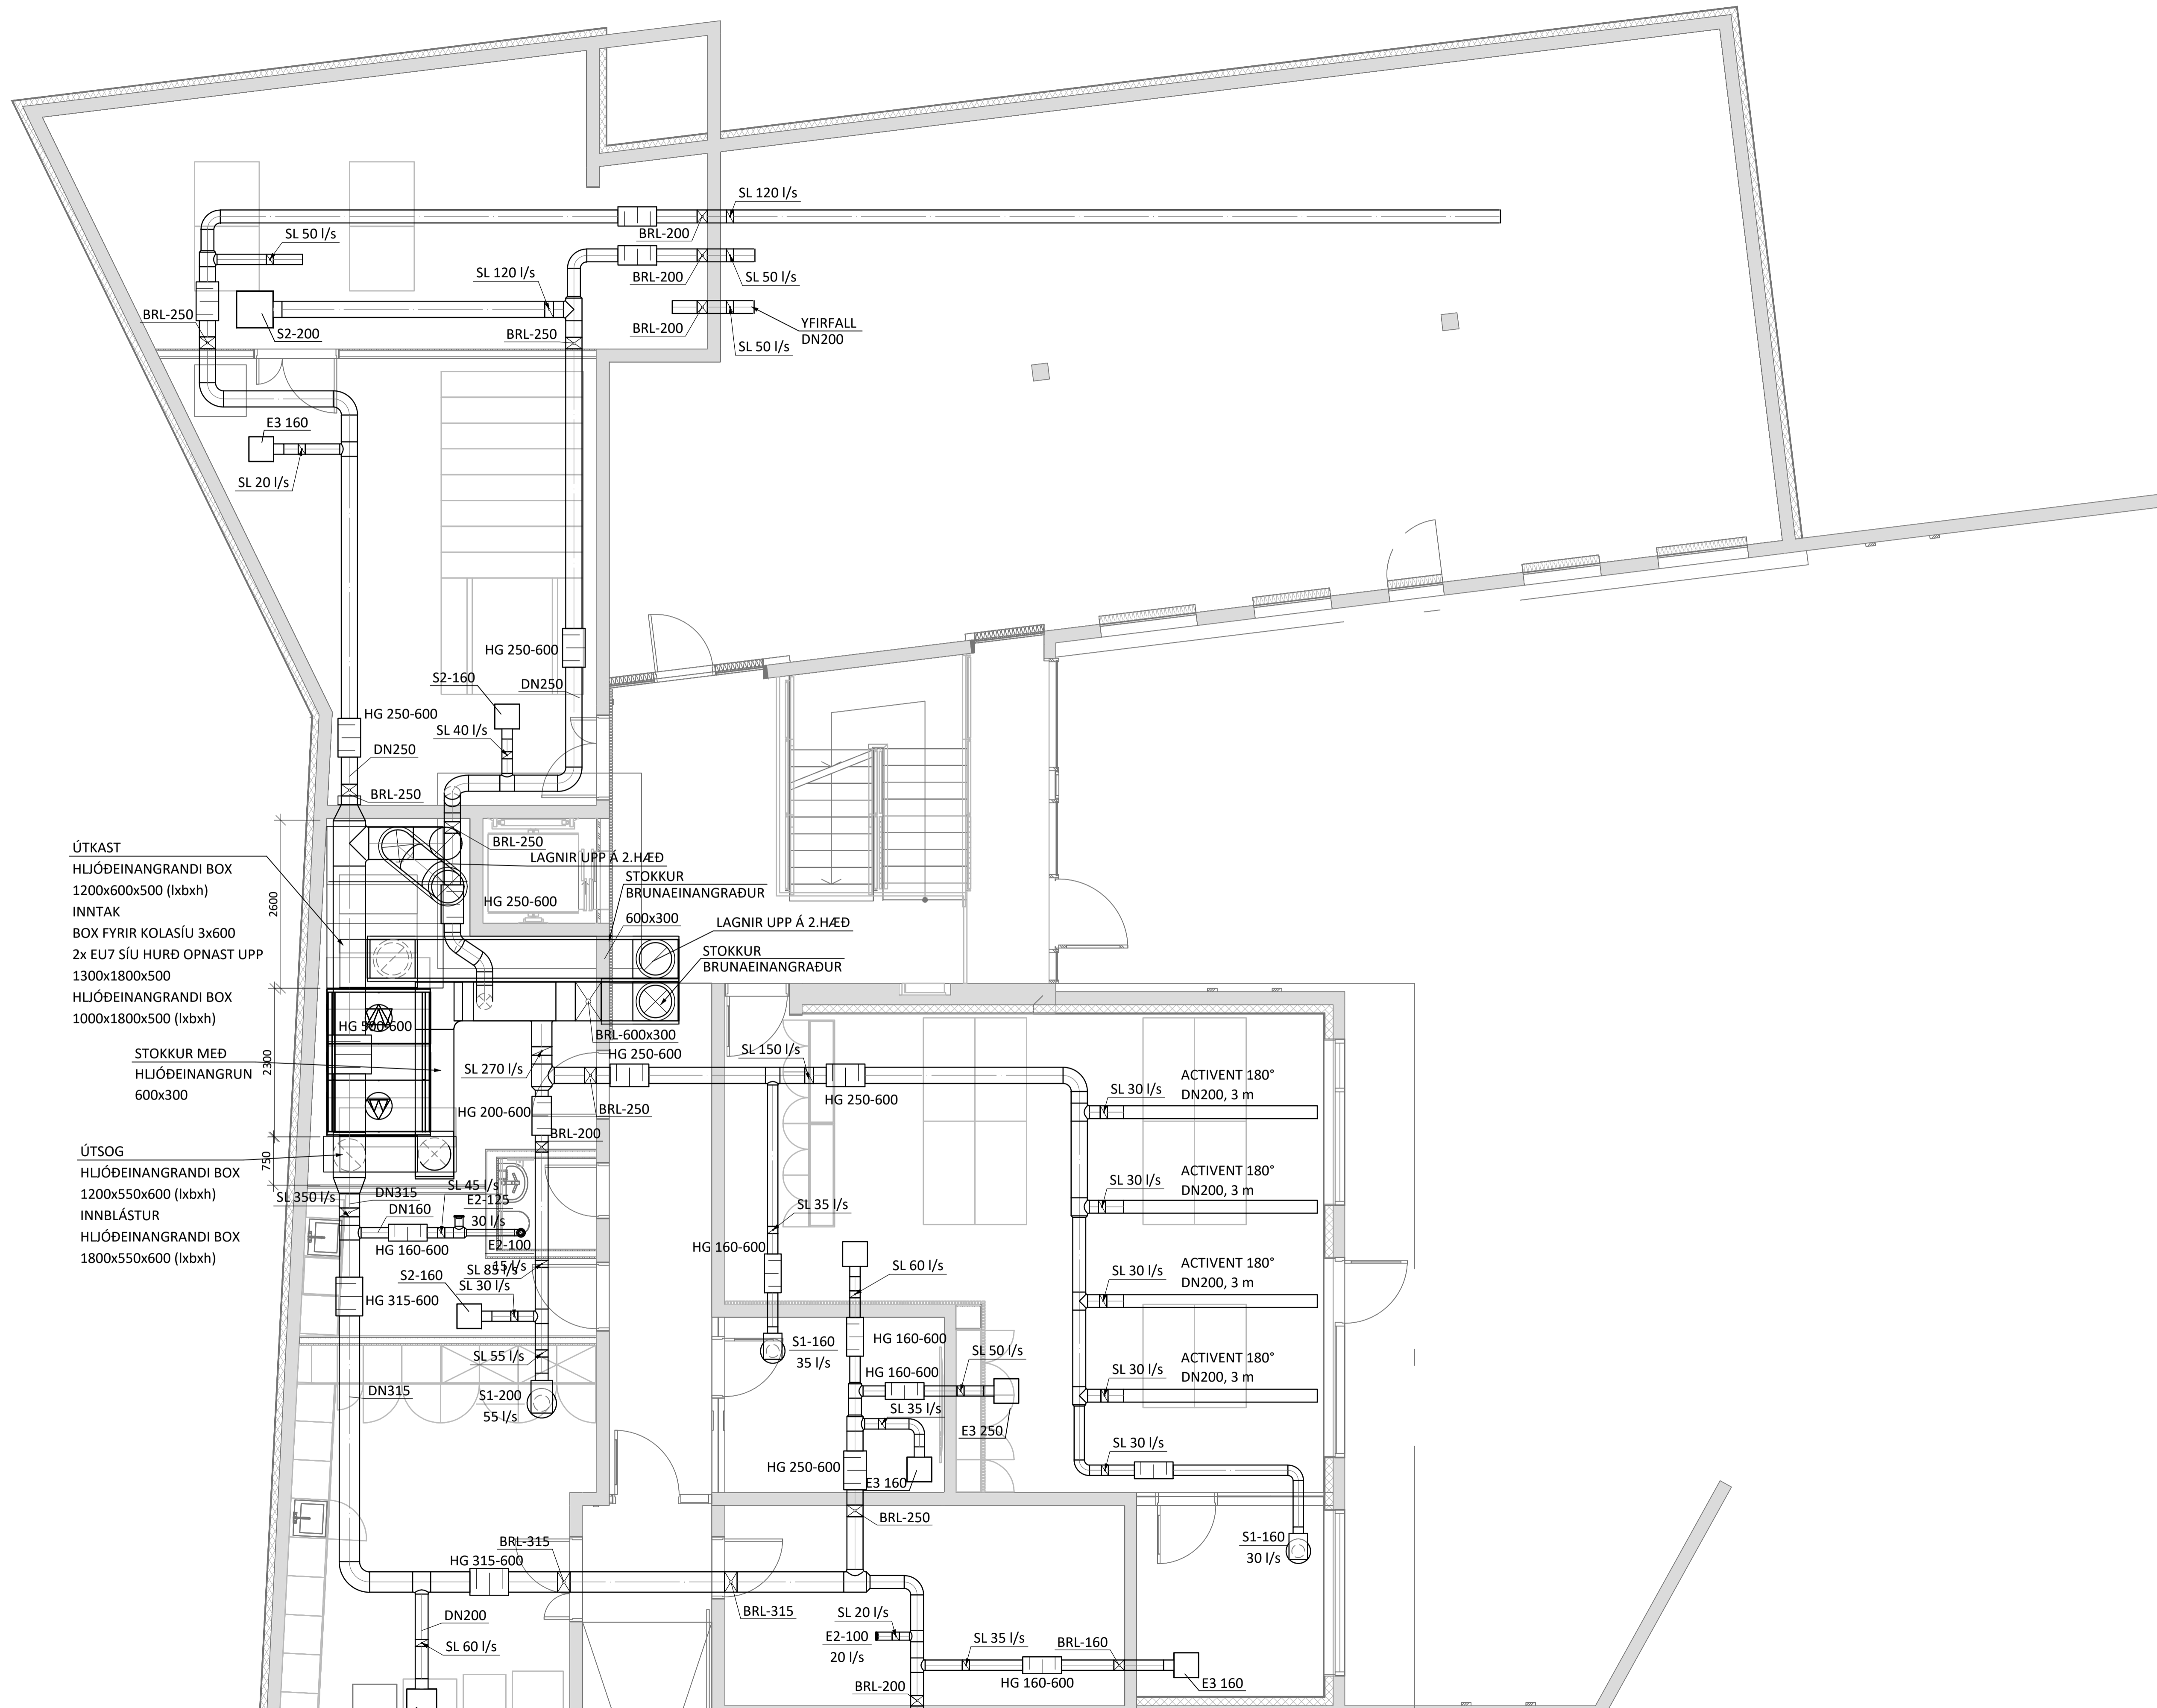 SL 120 l/s
BRL-200
SL 50 l/s
SL 120 l/s
BRL-200
SL 50 l/s
BRL-250
S2-200
BRL-250
BRL-200
SL 50 l/s
YFIRFALL
DN200
E3 160
SL 20 l/s
HG 250-600
S2-160
DN250
HG 250-600
SL 40 l/s
DN250
BRL-250
BRL-250
ÚTKAST
HLJÓÐEINANGRANDI BOX
1200x600x500 (lxbxh)
INNTAK
BOX FYRIR KOLASÍU 3x600
2x EU7 SÍU HURÐ OPNAST UPP
1300x1800x500
HLJÓÐEINANGRANDI BOX
1000x1800x500 (lxbxh)
2600
LAGNIR UPP Á 2.HÆÐ
STOKKUR
BRUNAEINANGRAÐUR
HG 250-600
600x300
LAGNIR UPP Á 2.HÆÐ
STOKKUR
BRUNAEINANGRAÐUR
HG 500-600
BRL-600x300
STOKKUR MEÐ
HLJÓÐEINANGRUN
600x300
2300
SL 270 l/s
HG 250-600
SL 150 l/s
HG 250-600
HG 200-600
BRL-250
BRL-200
SL 30 l/s
ACTIVENT 180°
DN200, 3 m
ÚTSOG
HLJÓÐEINANGRANDI BOX
1200x550x600 (lxbxh)
INNBLÁSTUR
HLJÓÐEINANGRANDI BOX
1800x550x600 (lxbxh)
750
SL 350 l/s
DN315
DN160
SL 45 l/s
E2-125
30 l/s
HG 160-600
E2-100
15 l/s
SL 85 l/s
S2-160
SL 30 l/s
HG 315-600
SL 30 l/s
ACTIVENT 180°
DN200, 3 m
SL 35 l/s
HG 160-600
SL 60 l/s
SL 30 l/s
ACTIVENT 180°
DN200, 3 m
S1-160
35 l/s
HG 160-600
SL 55 l/s
DN315
S1-200
55 l/s
HG 160-600
SL 50 l/s
SL 30 l/s
ACTIVENT 180°
DN200, 3 m
SL 35 l/s
E3 250
HG 250-600
E3 160
SL 30 l/s
BRL-250
S1-160
30 l/s
BRL-315
HG 315-600
BRL-315
DN200
SL 60 l/s
SL 20 l/s
E2-100
20 l/s
SL 35 l/s
BRL-160
HG 160-600
E3 160
BRL-200